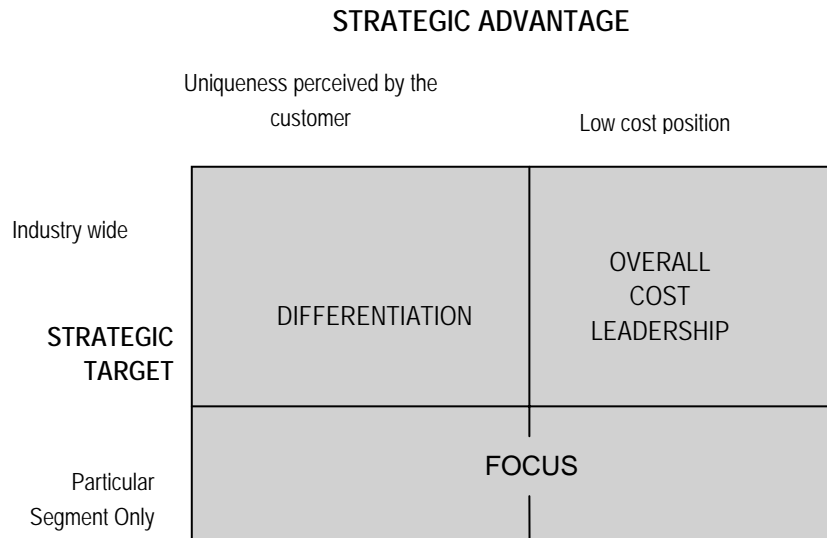 STRATEGIC ADVANTAGE
Uniqueness perceived by the
customer
Low cost position
Industry wide
OVERALL
COST
LEADERSHIP
DIFFERENTIATION
STRATEGIC
TARGET
FOCUS
Particular
Segment Only